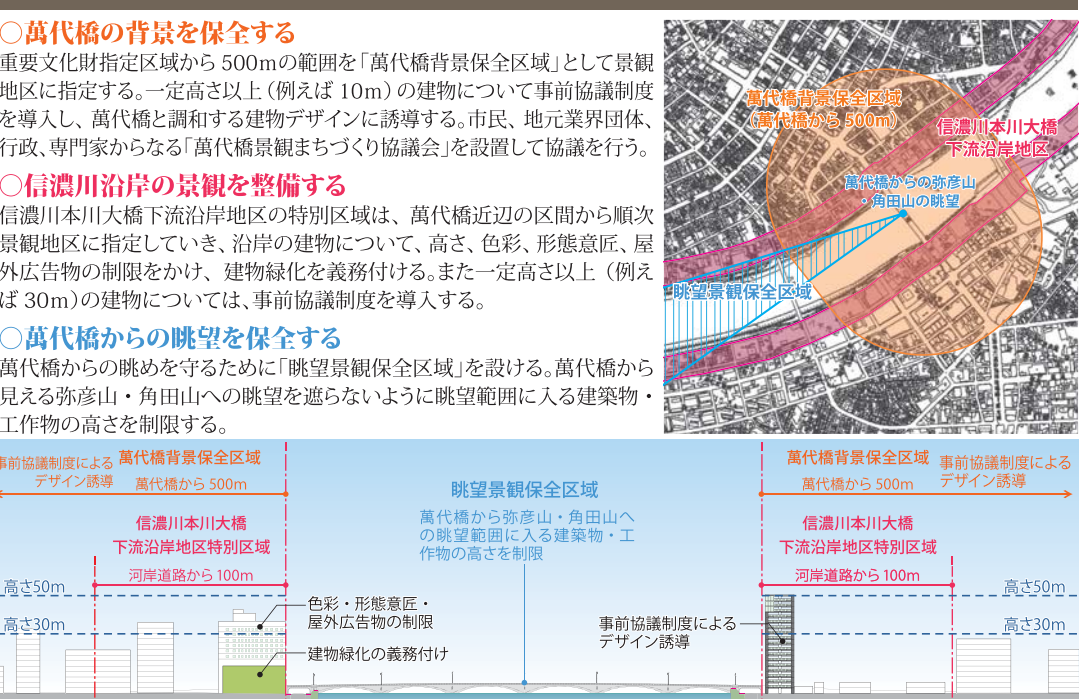 ○萬代橋の背景を保全する
重要文化財指定区域から500mの範囲を「萬代橋背景保全区域」として景観
地区に指定する。一定高さ以上(例えば10m)の建物について事前協議制度
を導入し、萬代橋と調和する建物デザインに誘導する。市民、地元業界団体、
行政、専門家からなる「萬代橋景観まちづくり協議会」を設置して協議を行う。
○信濃川沿岸の景観を整備する
信濃川本川大橋下流沿岸地区の特別区域は、萬代橋近辺の区間から順次
景観地区に指定していき、沿岸の建物について、高さ、色彩、形態意匠、屋
外広告物の制限をかけ、建物緑化を義務付ける。また一定高さ以上(例え
ば30m)の建物については、事前協議制度を導入する。
○萬代橋からの眺望を保全する
萬代橋からの眺めを守るために「眺望景観保全区域」を設ける。萬代橋から
見える弥彦山・角田山への眺望を遮らないように眺望範囲に入る建築物・
工作物の高さを制限する。
萬代橋背景保全区域
(萬代橋から500m)
信濃川本川大橋
下流沿岸地区
萬代橋からの弥彦山
・角田山の眺望
眺望景観保全区域
事前協議制度による
デザイン誘導
萬代橋背景保全区域
萬代橋から500m
信濃川本川大橋
下流沿岸地区特別区域
河岸道路から100m
高さ50m
高さ30m
色彩・形態意匠・
屋外広告物の制限
建物緑化の義務付け
眺望景観保全区域
萬代橋から弥彦山・角田山へ
の眺望範囲に入る建築物・工
作物の高さを制限
事前協議制度による
デザイン誘導
萬代橋背景保全区域
萬代橋から500m
事前協議制度による
デザイン誘導
信濃川本川大橋
下流沿岸地区特別区域
河岸道路から100m
高さ50m
高さ30m